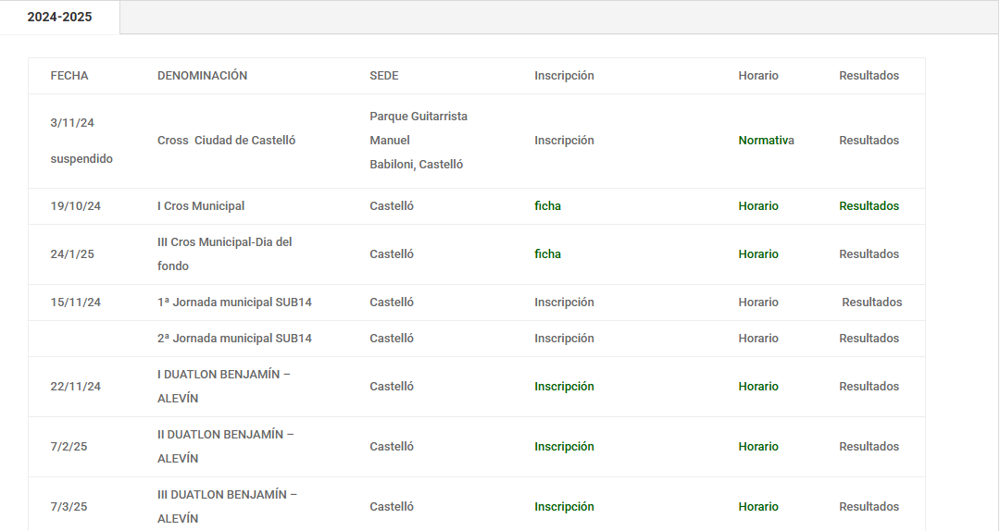 2024-2025
FECHA DENOMINACIÓN SEDE Inscripción Horario Resultados
3/11/24
suspendido
Cross Ciudad de Castelló
Parque Guitarrista
Manuel
Babiloni, Castelló
Inscripción Normativa Resultados
19/10/24 I Cros Municipal Castelló ficha Horario Resultados
24/1/25
III Cros Municipal-Dia del
fondo
Castelló ficha Horario Resultados
15/11/24 1ª Jornada municipal SUB14 Castelló Inscripción Horario Resultados
2ª Jornada municipal SUB14 Castelló Inscripción Horario Resultados
22/11/24
I DUATLON BENJAMÍN –
ALEVÍN
Castelló Inscripción Horario Resultados
7/2/25
II DUATLON BENJAMÍN –
ALEVÍN
Castelló Inscripción Horario Resultados
7/3/25
III DUATLON BENJAMÍN –
ALEVÍN
Castelló Inscripción Horario Resultados